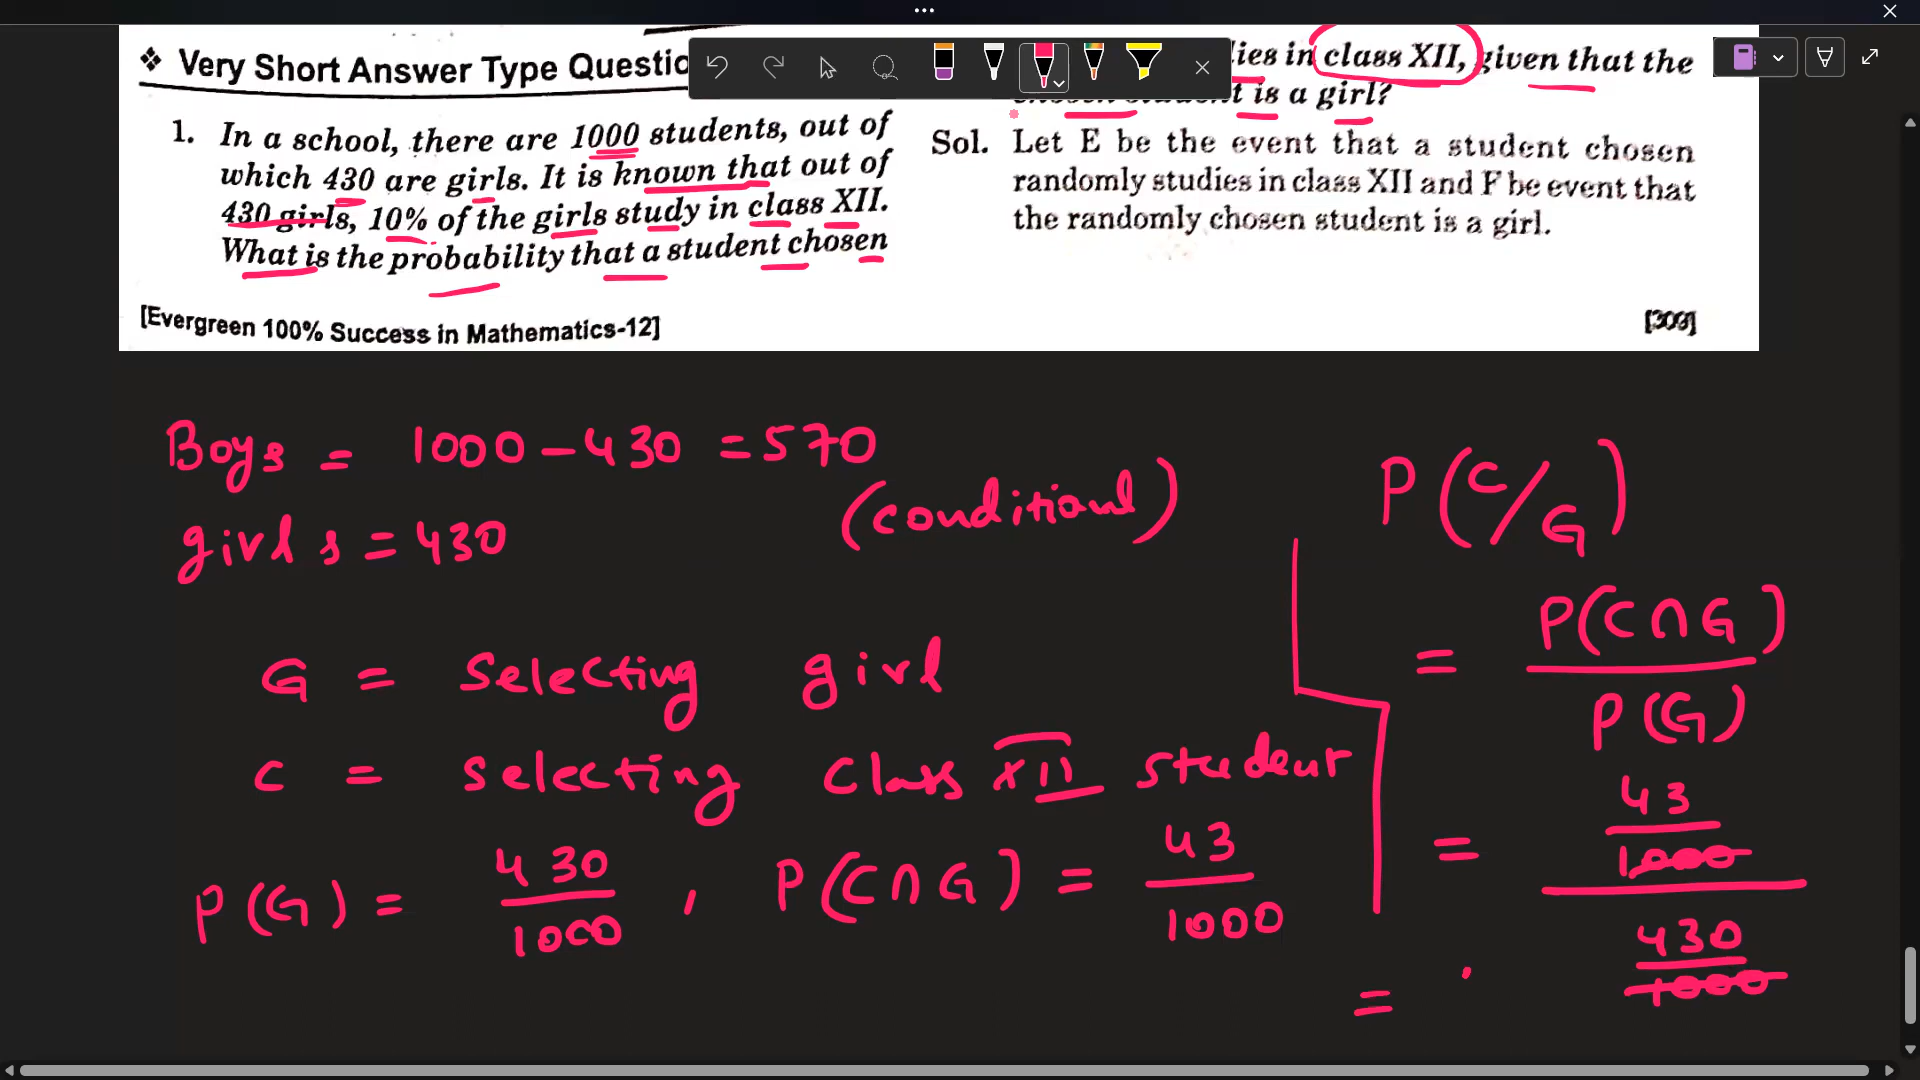 ❖ Very Short Answer Type Questio
1. In a school, there are 1000 students, out of
which 430 are girls. It is known that out of
430 girls, 10% of the girls study in class XII.
What is the probability that a student chosen
[Evergreen 100% Success in Mathematics-12]
ies in class XII, given that the
is a girl?
Sol. Let E be the event that a student chosen
randomly studies in class XII and F be event that
the randomly chosen student is a girl.
Boys = 1000 - 430 = 570
girls = 430
(conditional)
G = Selecting girl
C = Selecting Class XII student
P(G) = 430/1000 , P(C∩G) = 43/1000
P(C/G)
= P(C∩G)/P(G)
= 43/1000 / 430/1000
=